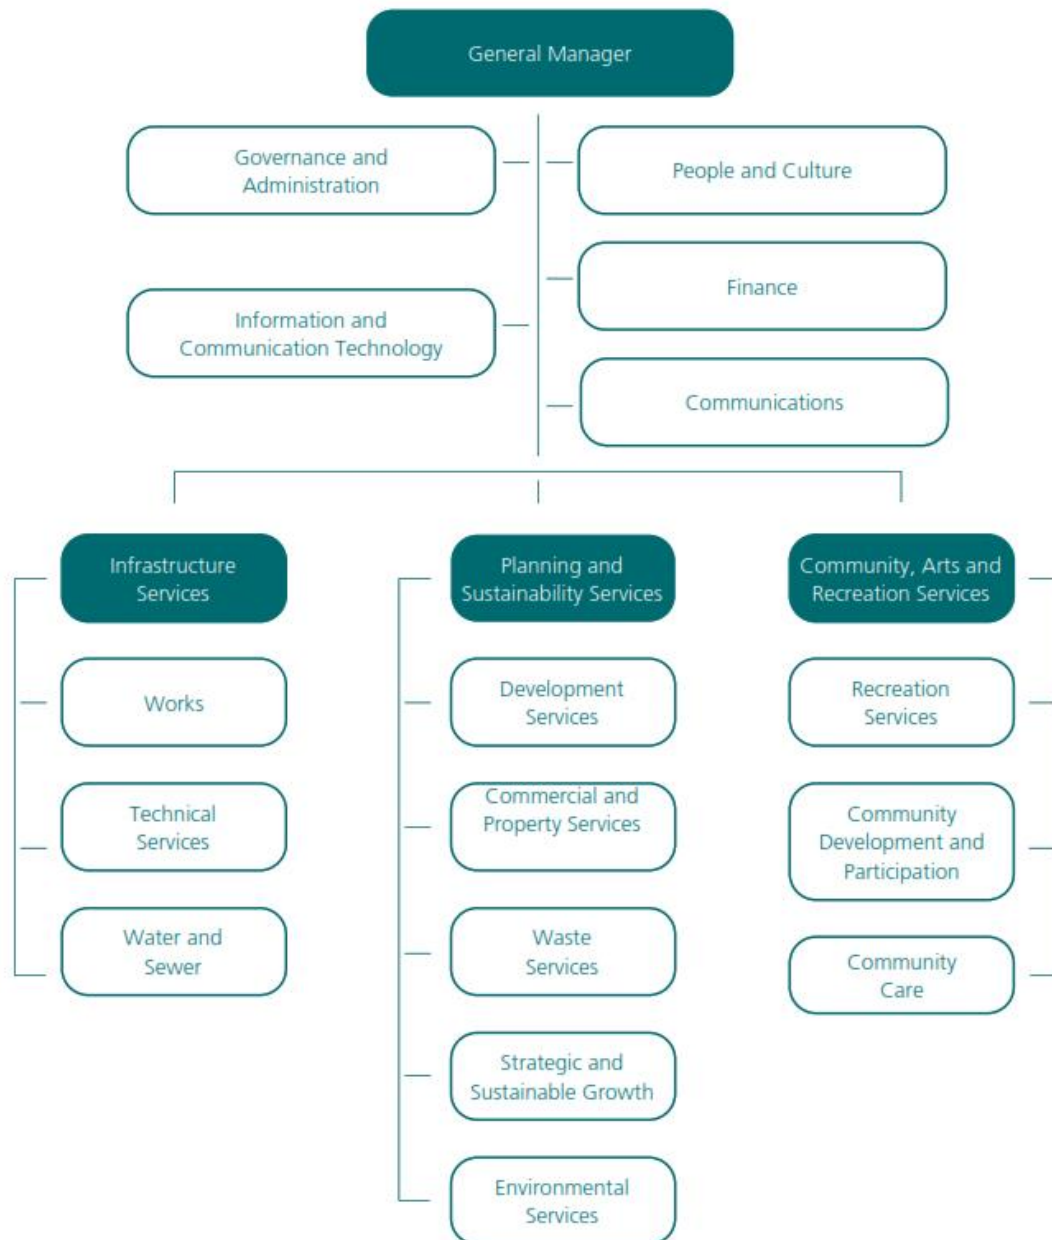 General Manager
Governance and
Administration
People and Culture
Finance
Information and
Communication Technology
Communications
Infrastructure
Services
Works
Technical
Services
Water and
Sewer
Planning and
Sustainability Services
Development
Services
Commercial and
Property Services
Waste
Services
Strategic and
Sustainable Growth
Environmental
Services
Community, Arts and
Recreation Services
Recreation
Services
Community
Development and
Participation
Community
Care